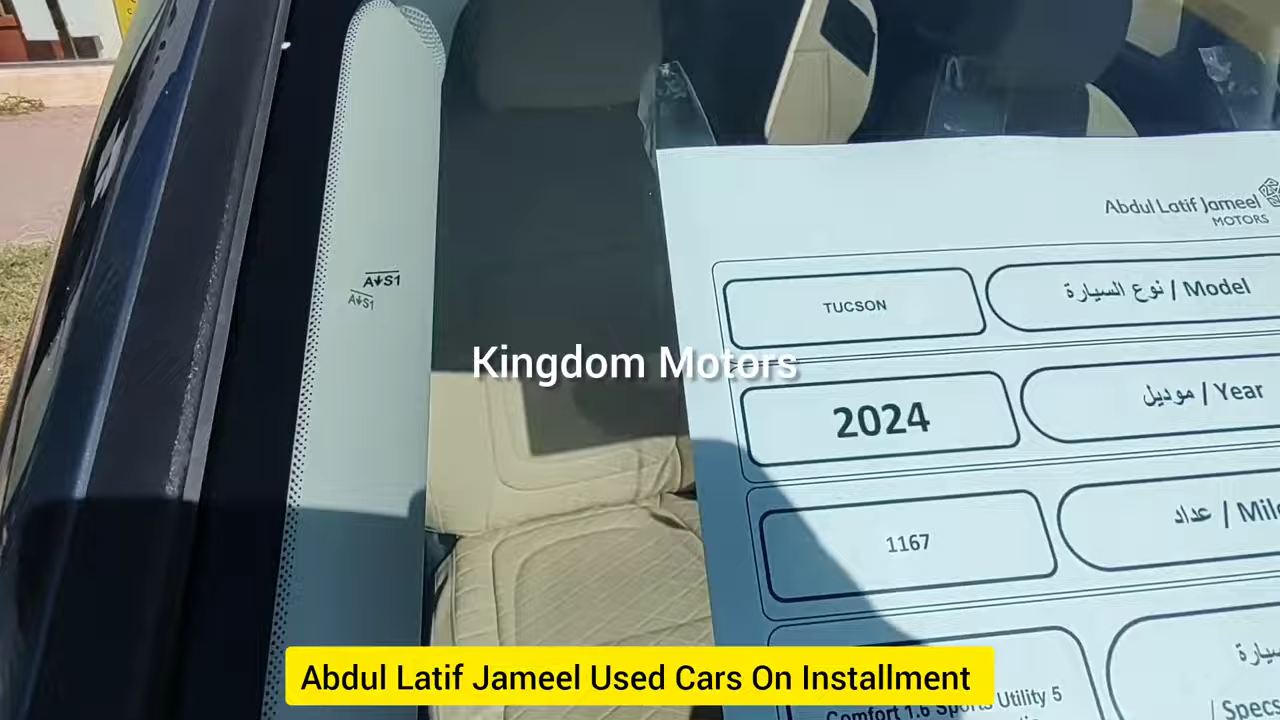 Abdul Latif Jameel
MOTORS
A↓S1
A↓S1
TUCSON
نوع السيارة / Model
Kingdom Motors
2024
موديل / Year
1167
عداد / Mil
Abdul Latif Jameel Used Cars On Installment
Comfort 1.6 Sports Utility 5
/ Specs